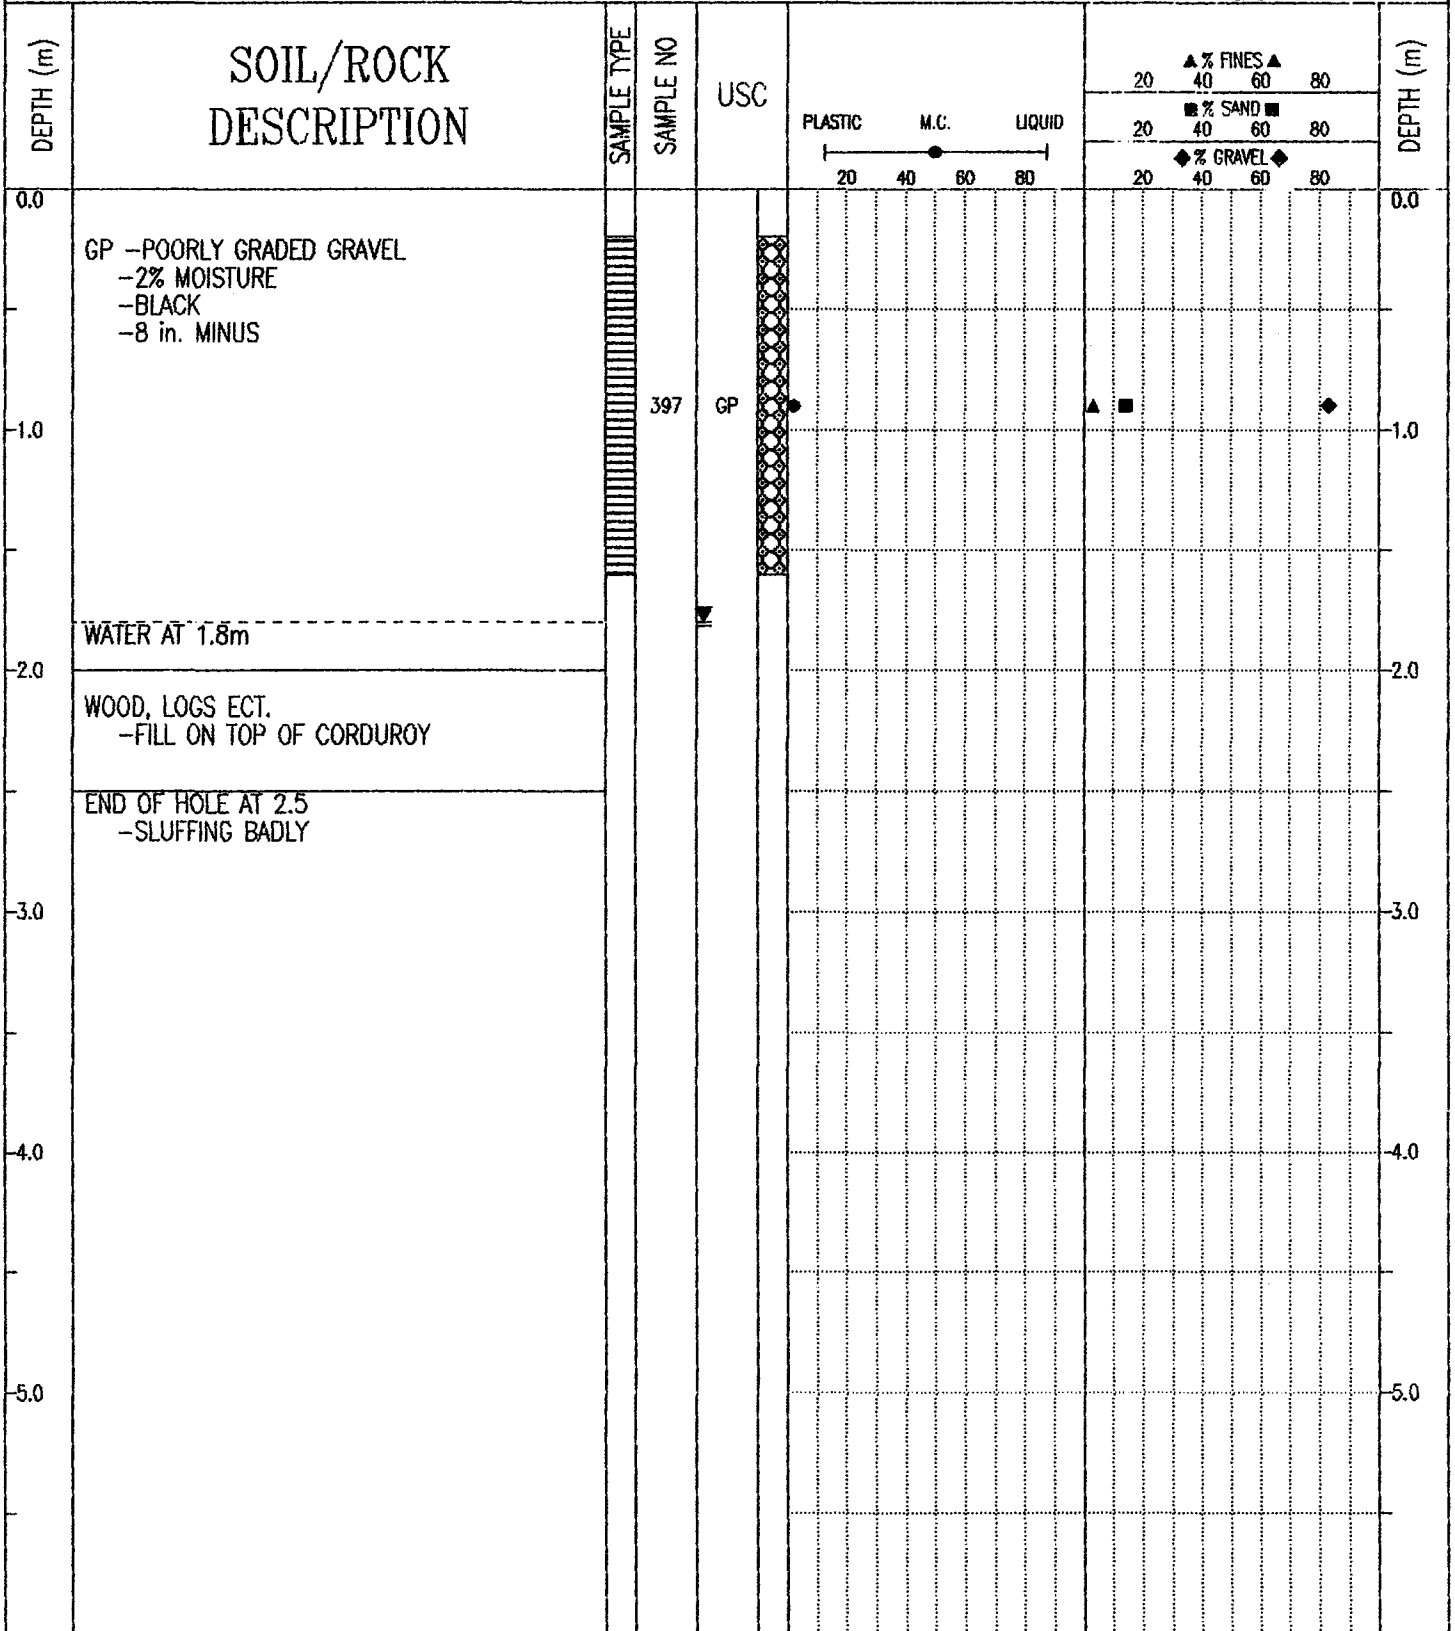 DEPTH (m)
SOIL/ROCK
DESCRIPTION
SAMPLE TYPE
SAMPLE NO
USC
PLASTIC M.C. LIQUID
20 40 60 80
▲ % FINES ▲
20 40 60 80
■ % SAND ■
20 40 60 80
◆ % GRAVEL ◆
20 40 60 80
DEPTH (m)
0.0 0.0
GP -POORLY GRADED GRAVEL
-2% MOISTURE
-BLACK
-8 in. MINUS
397 GP
1.0 1.0
WATER AT 1.8m
2.0 2.0
WOOD, LOGS ECT.
-FILL ON TOP OF CORDUROY
END OF HOLE AT 2.5
-SLUFFING BADLY
3.0 3.0
4.0 4.0
5.0 5.0